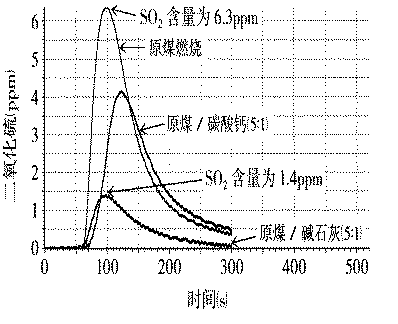 SO₂ 含量为 6.3ppm
原煤燃烧
原煤 / 碳酸钙(5:1)
SO₂ 含量为 1.4ppm
原煤 / 碱石灰(5:1)
二氧化硫(ppm)
6
5
4
3
2
1
0
0 100 200 300 400 500
时间(s)